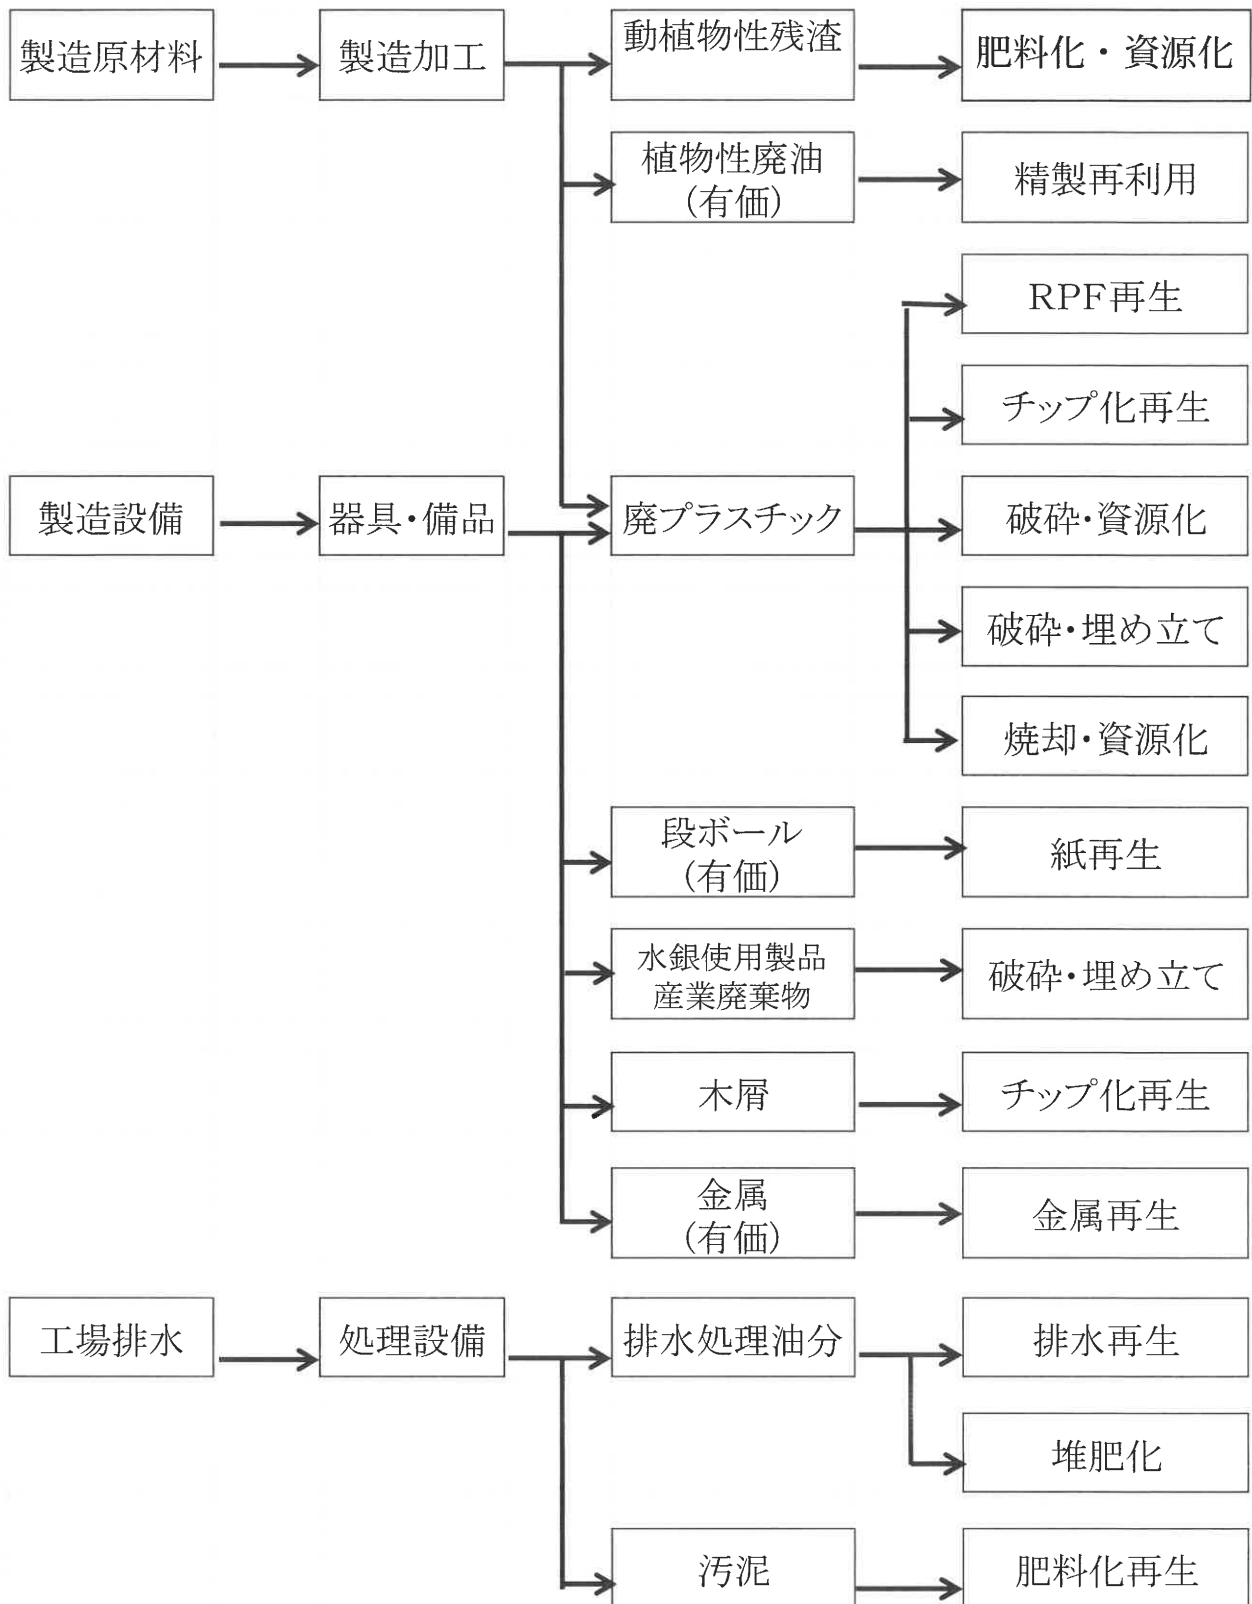 製造原材料
製造加工
動植物性残渣
肥料化・資源化
植物性廃油
(有価)
精製再利用
RPF再生
チップ化再生
製造設備
器具・備品
廃プラスチック
破砕・資源化
破砕・埋め立て
焼却・資源化
段ボール
(有価)
紙再生
水銀使用製品
産業廃棄物
破砕・埋め立て
木屑
チップ化再生
金属
(有価)
金属再生
工場排水
処理設備
排水処理油分
排水再生
堆肥化
汚泥
肥料化再生